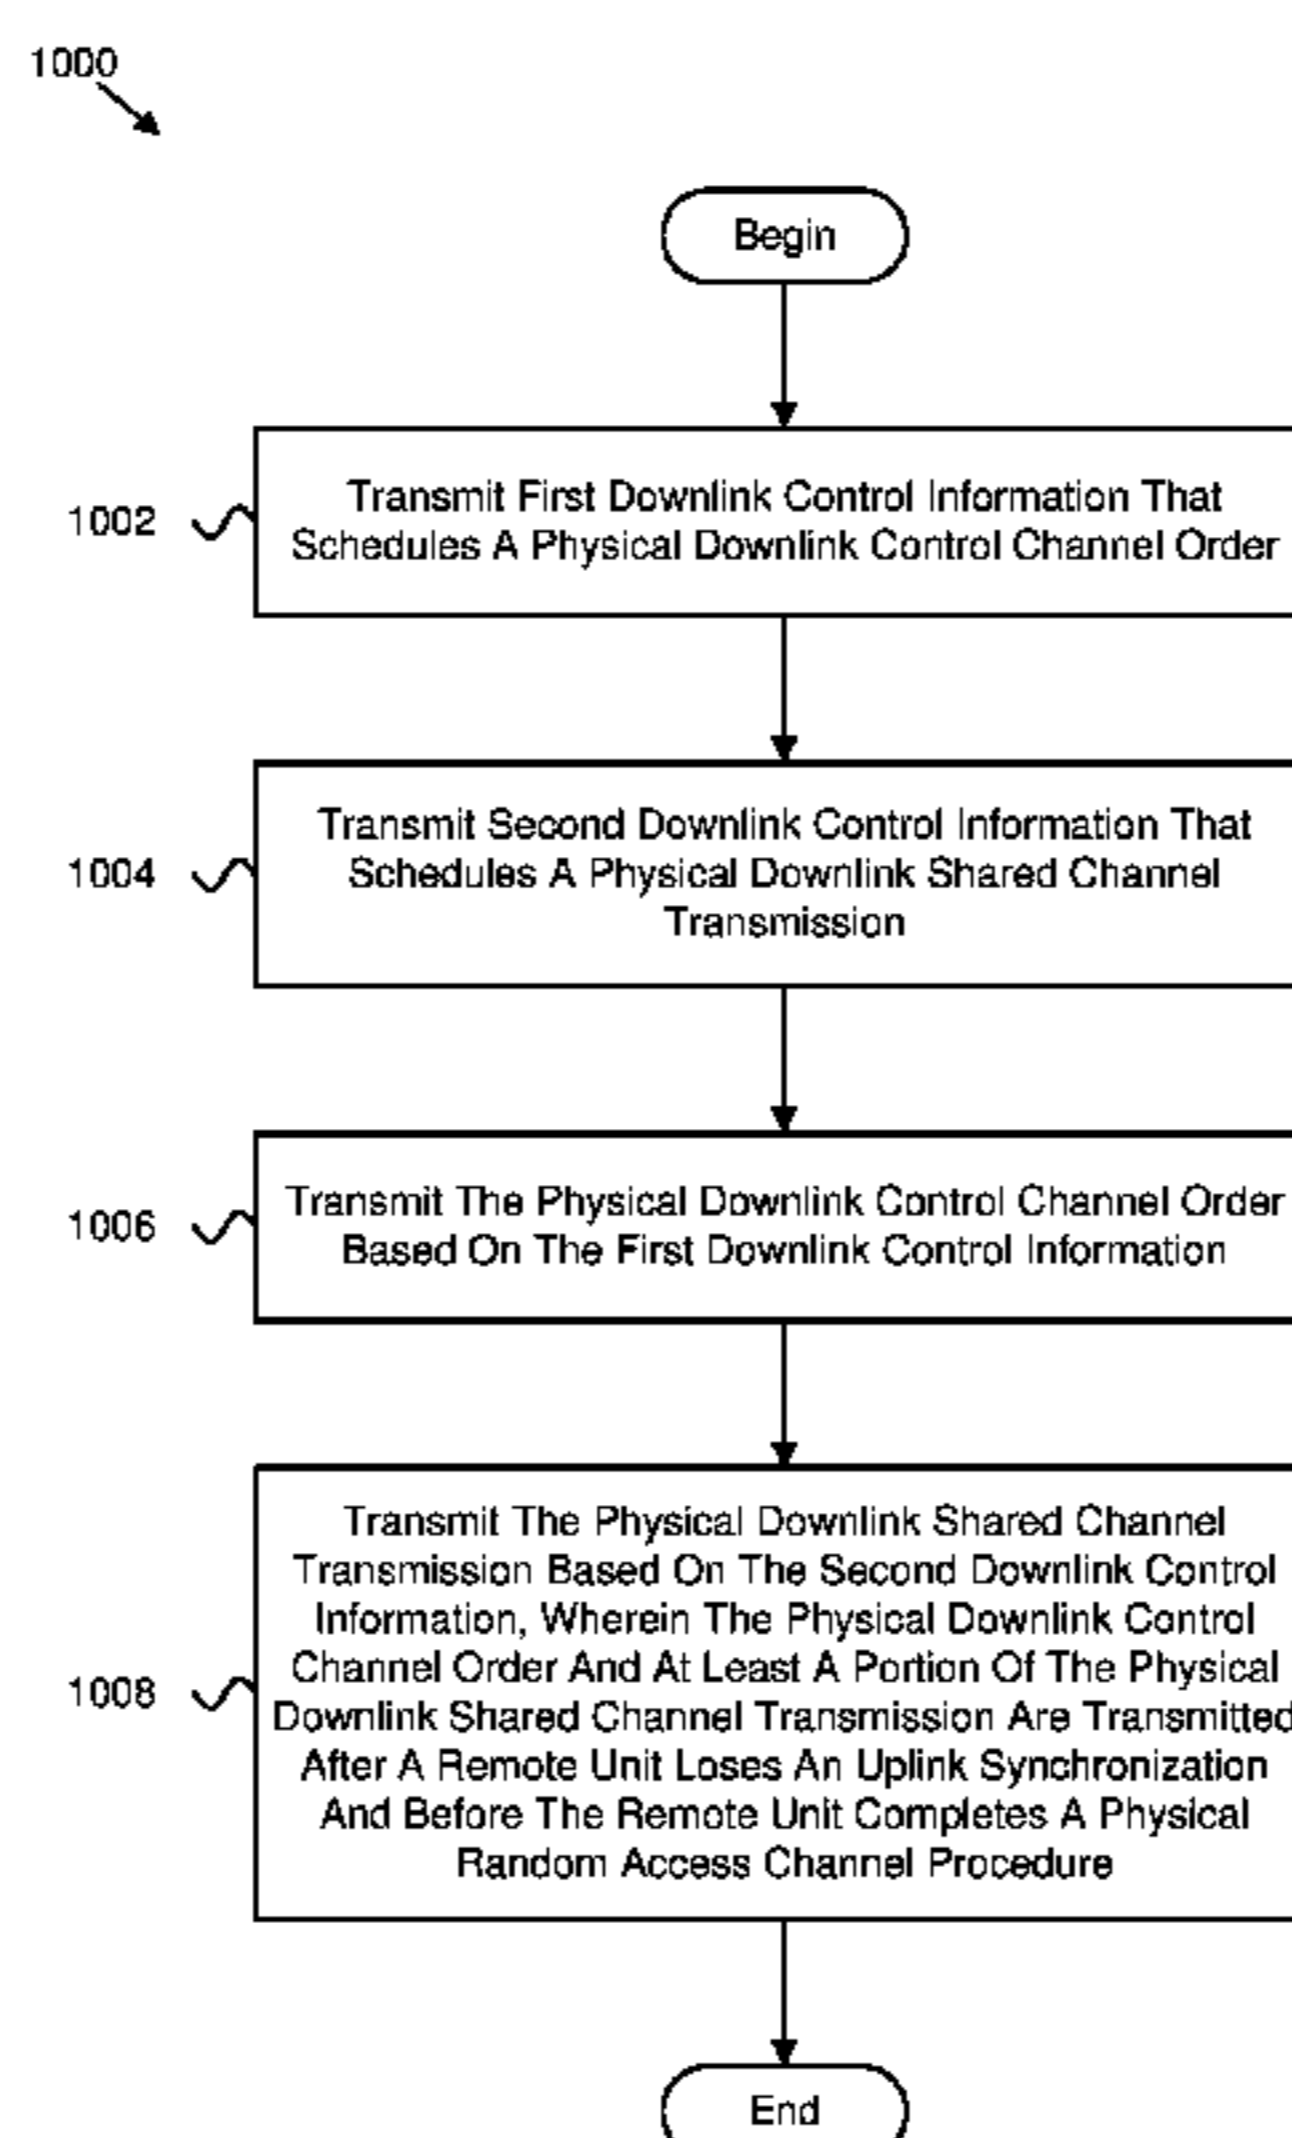 1000
Begin
1002
Transmit First Downlink Control Information That
Schedules A Physical Downlink Control Channel Order
1004
Transmit Second Downlink Control Information That
Schedules A Physical Downlink Shared Channel
Transmission
1006
Transmit The Physical Downlink Control Channel Order
Based On The First Downlink Control Information
1008
Transmit The Physical Downlink Shared Channel
Transmission Based On The Second Downlink Control
Information, Wherein The Physical Downlink Control
Channel Order And At Least A Portion Of The Physical
Downlink Shared Channel Transmission Are Transmitted
After A Remote Unit Loses An Uplink Synchronization
And Before The Remote Unit Completes A Physical
Random Access Channel Procedure
End